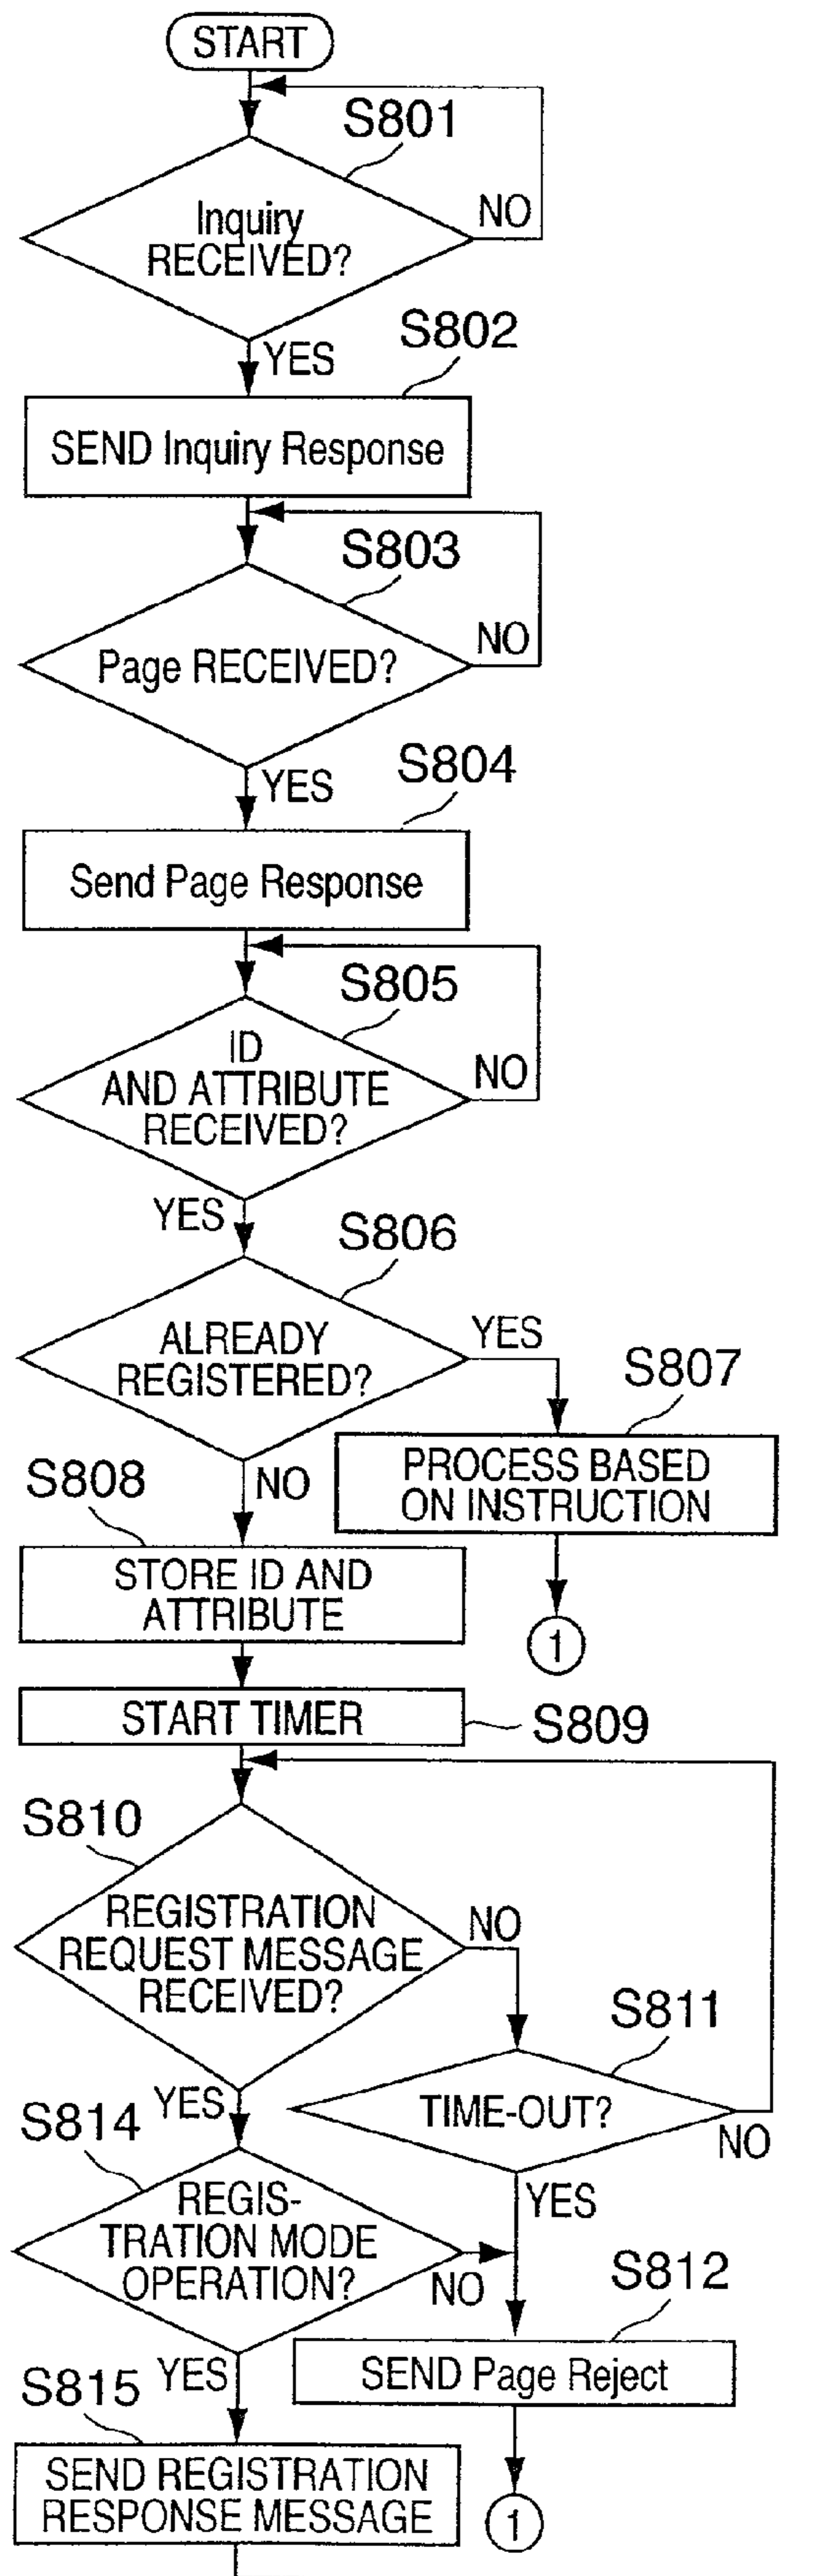 START
S801
Inquiry
RECEIVED?
NO
YES
S802
SEND Inquiry Response
S803
Page RECEIVED?
NO
YES
S804
Send Page Response
S805
ID
AND ATTRIBUTE
RECEIVED?
NO
YES
S806
ALREADY
REGISTERED?
YES
S807
PROCESS BASED
ON INSTRUCTION
1
NO
S808
STORE ID AND
ATTRIBUTE
START TIMER
S809
S810
REGISTRATION
REQUEST MESSAGE
RECEIVED?
NO
S811
TIME-OUT?
NO
YES
YES
S814
REGIS-
TRATION MODE
OPERATION?
NO
S812
SEND Page Reject
1
YES
S815
SEND REGISTRATION
RESPONSE MESSAGE